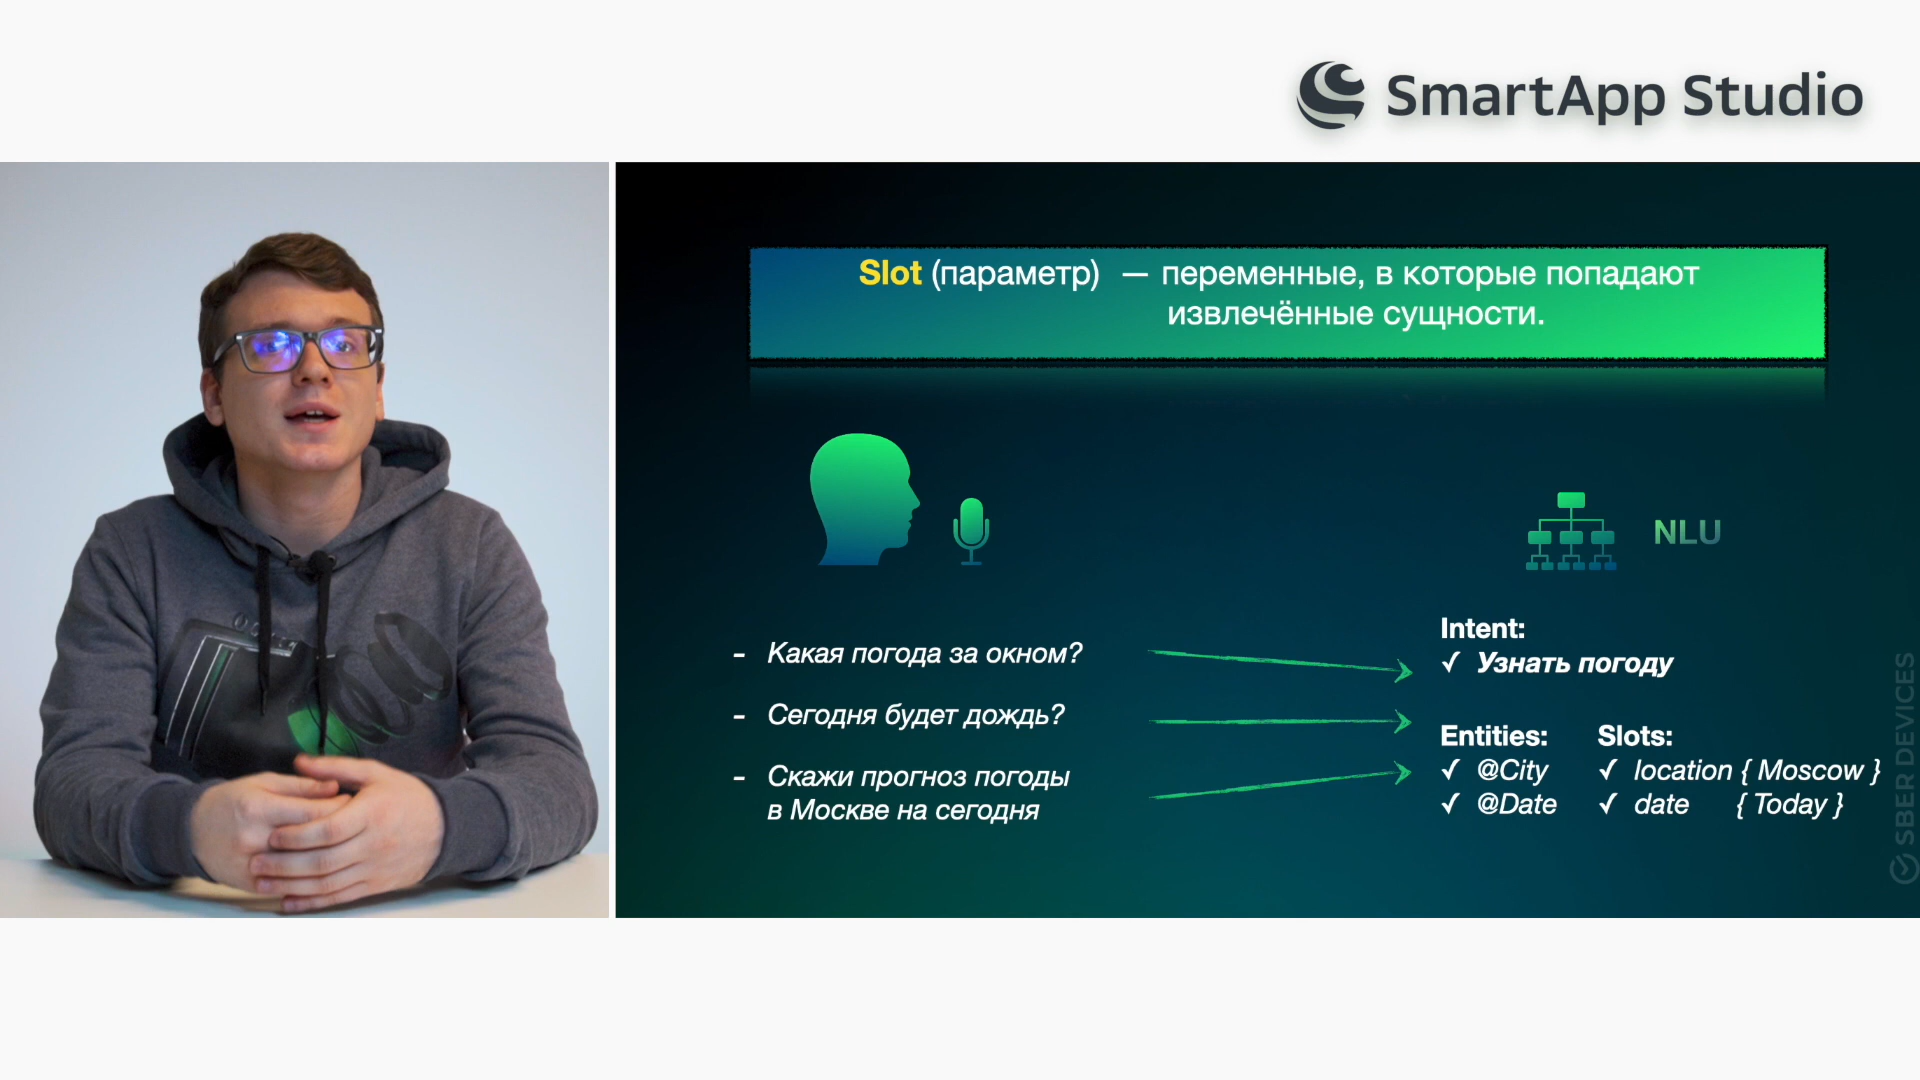 SmartApp Studio
Slot (параметр) — переменные, в которые попадают
извлечённые сущности.
NLU
- Какая погода за окном?
- Сегодня будет дождь?
- Скажи прогноз погоды
в Москве на сегодня
Intent:
✓ Узнать погоду
Entities: Slots:
✓ @City ✓ location { Moscow }
✓ @Date ✓ date { Today }
SBER DEVICES